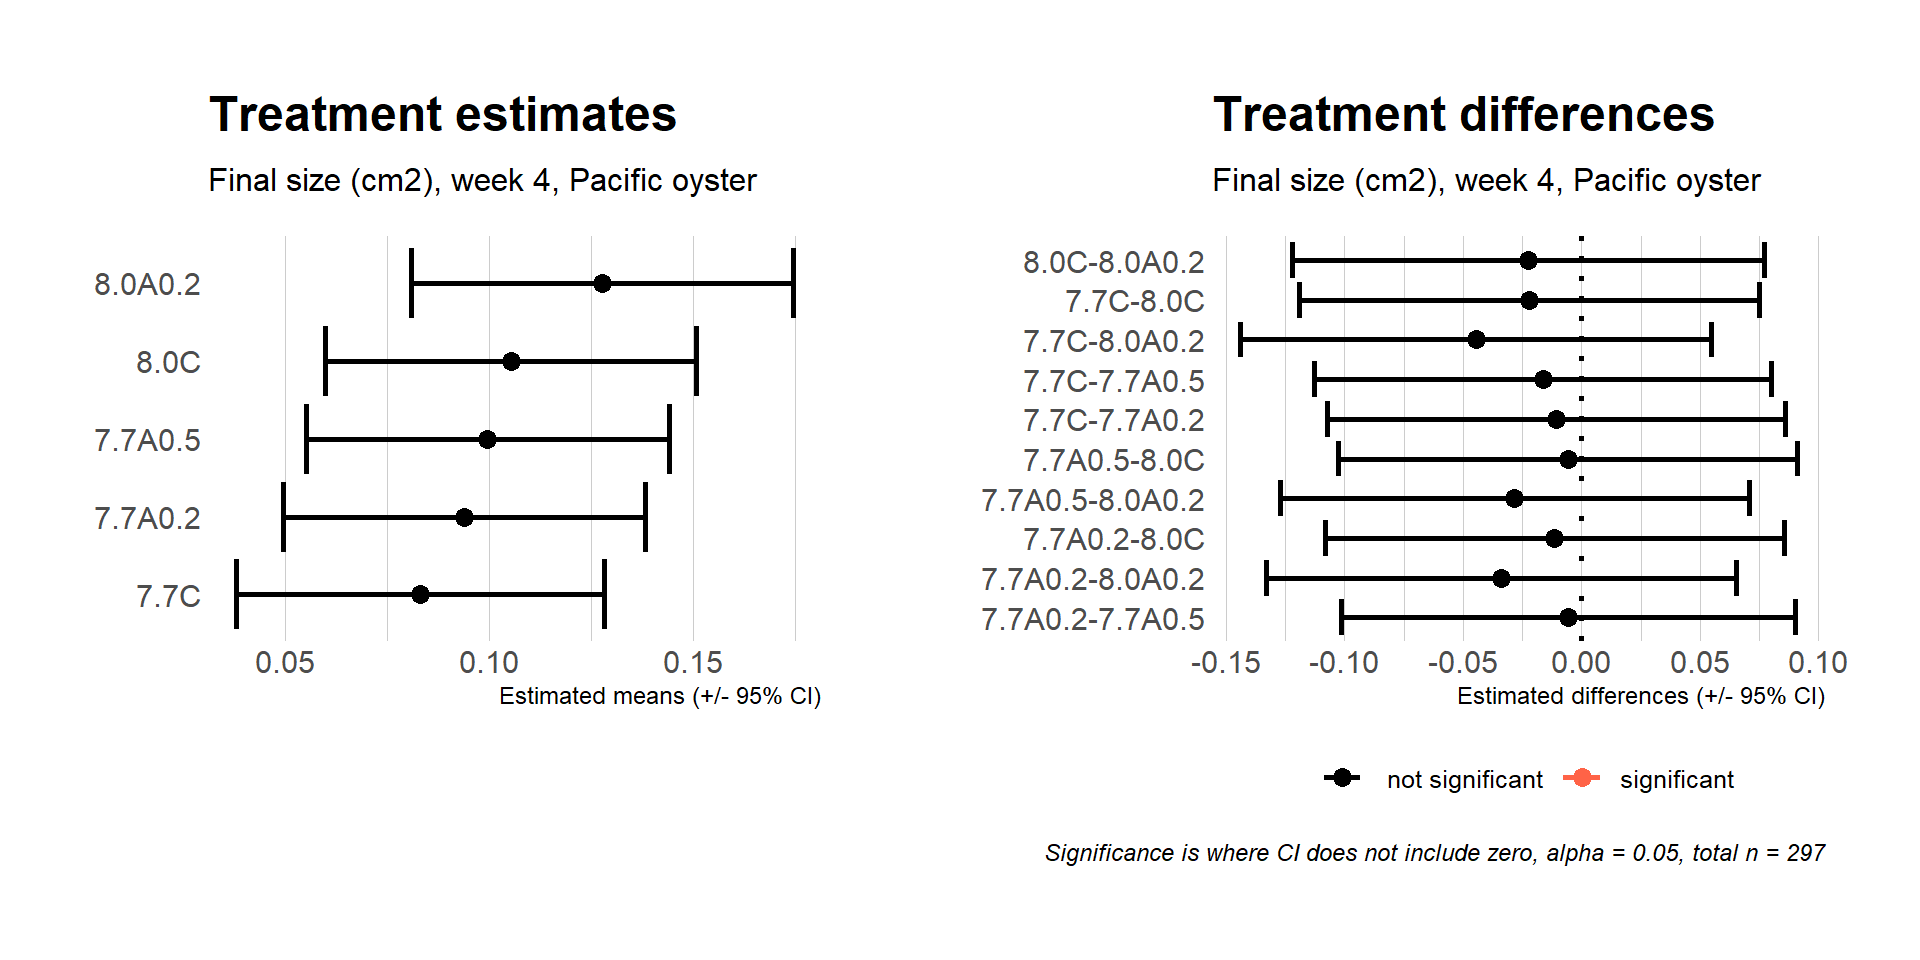 Treatment estimates
Final size (cm2), week 4, Pacific oyster
8.0A0.2
8.0C
7.7A0.5
7.7A0.2
7.7C
0.05 0.10 0.15
Estimated means (+/- 95% CI)
Treatment differences
Final size (cm2), week 4, Pacific oyster
8.0C-8.0A0.2
7.7C-8.0C
7.7C-8.0A0.2
7.7C-7.7A0.5
7.7C-7.7A0.2
7.7A0.5-8.0C
7.7A0.5-8.0A0.2
7.7A0.2-8.0C
7.7A0.2-8.0A0.2
7.7A0.2-7.7A0.5
-0.15 -0.10 -0.05 0.00 0.05 0.10
Estimated differences (+/- 95% CI)
not significant significant
Significance is where CI does not include zero, alpha = 0.05, total n = 297